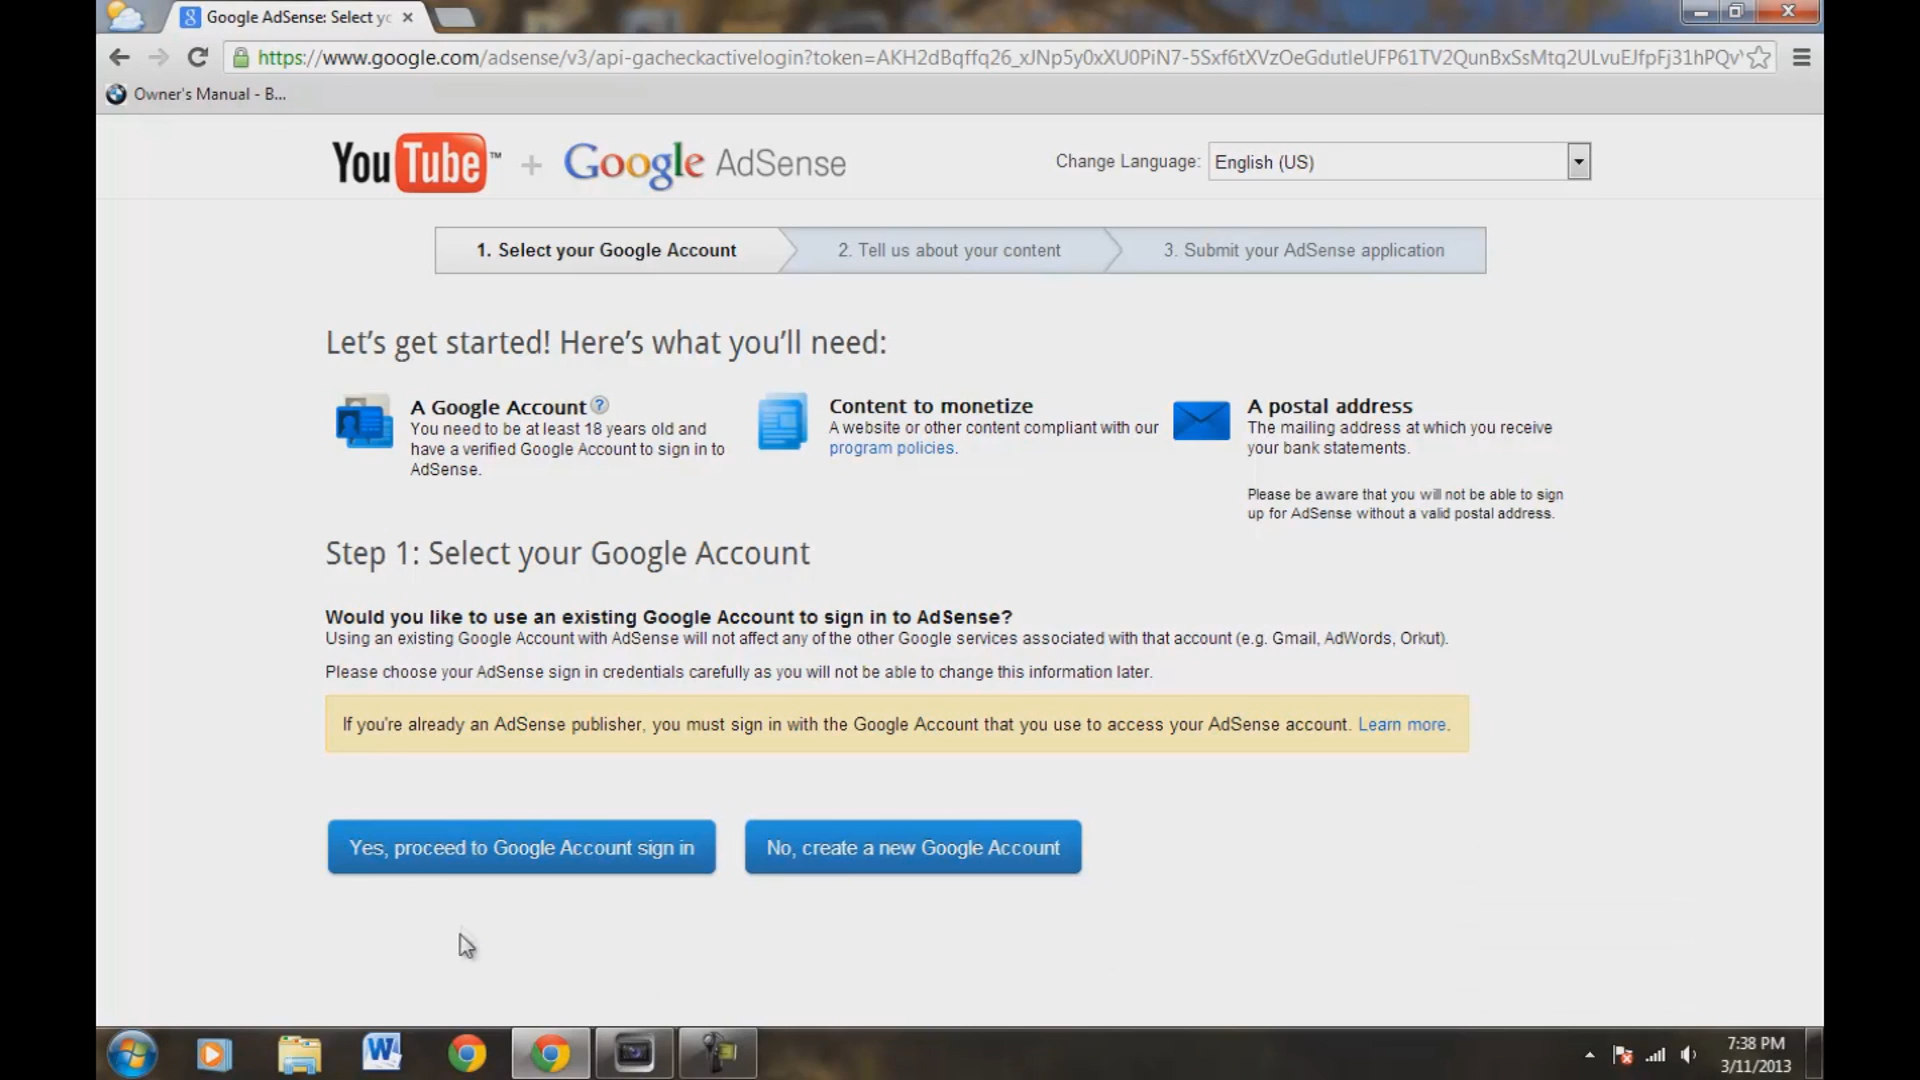 Google AdSense: Select yo
https://www.google.com/adsense/v3/api-gacheckactivelogin?token=AKH2dBqffq26_xJNp5y0xXU0PiN7-5Sxf6tXVzOeGdutIeUFP61TV2QunBxSsMtq2ULvuEJfpFj31hPQv
Owner's Manual - B...
YouTube™ + Google AdSense
Change Language: English (US)
1. Select your Google Account
2. Tell us about your content
3. Submit your AdSense application
Let's get started! Here's what you'll need:
A Google Account ?
You need to be at least 18 years old and
have a verified Google Account to sign in to
AdSense.
Content to monetize
A website or other content compliant with our
program policies.
A postal address
The mailing address at which you receive
your bank statements.
Please be aware that you will not be able to sign
up for AdSense without a valid postal address.
Step 1: Select your Google Account
Would you like to use an existing Google Account to sign in to AdSense?
Using an existing Google Account with AdSense will not affect any of the other Google services associated with that account (e.g. Gmail, AdWords, Orkut).
Please choose your AdSense sign in credentials carefully as you will not be able to change this information later.
If you're already an AdSense publisher, you must sign in with the Google Account that you use to access your AdSense account. Learn more.
Yes, proceed to Google Account sign in
No, create a new Google Account
7:38 PM
3/11/2013